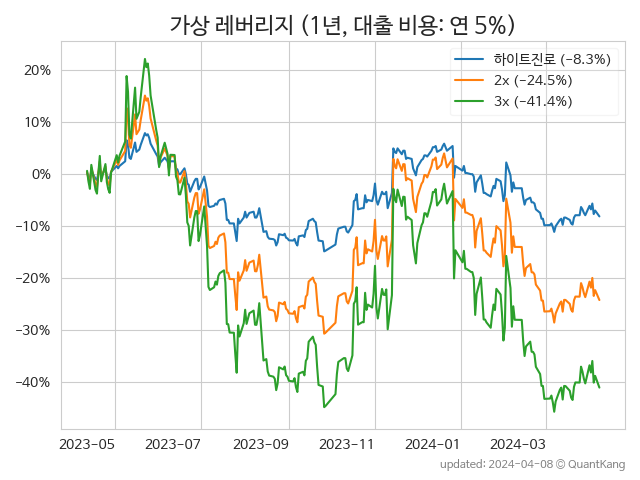 가상 레버리지 (1년, 대출 비용: 연 5%)
하이트진로 (−8.3%)
2x (−24.5%)
3x (−41.4%)
20%
10%
0%
−10%
−20%
−30%
−40%
2023-05 2023-07 2023-09 2023-11 2024-01 2024-03
updated: 2024-04-08 © QuantKang